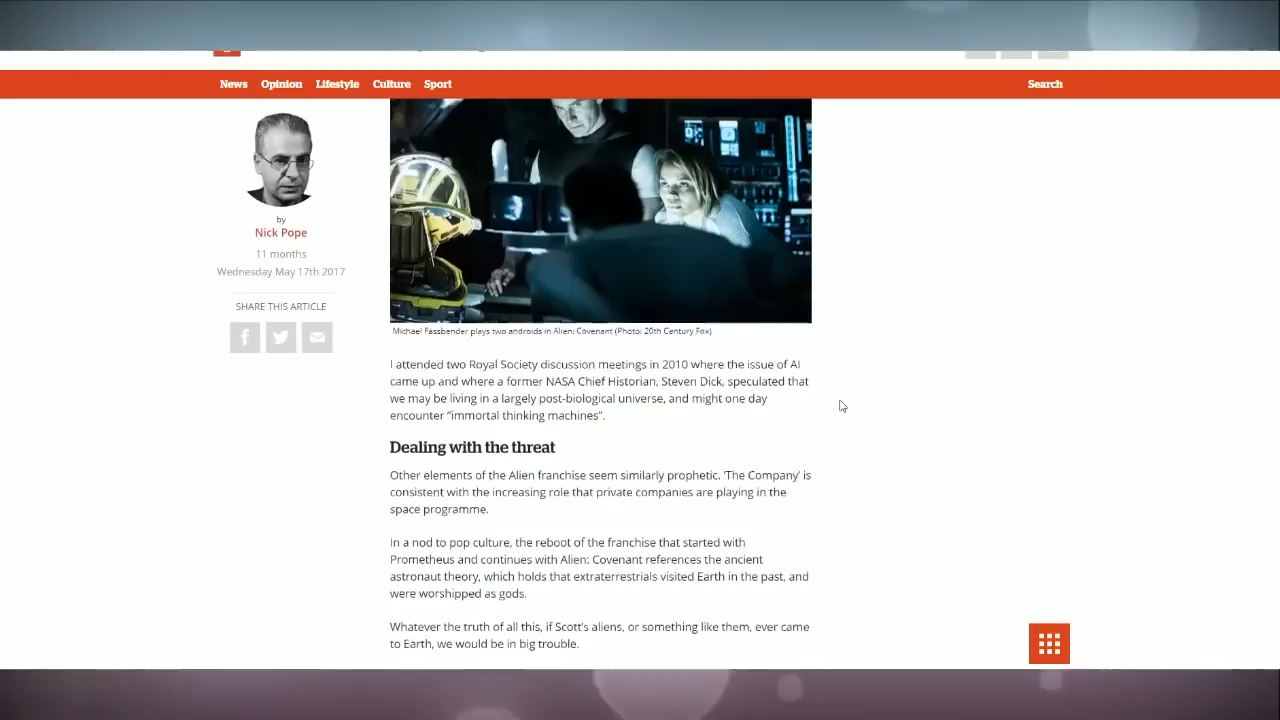 News Opinion Lifestyle Culture Sport Search
by
Nick Pope
11 months
Wednesday May 17th 2017
SHARE THIS ARTICLE
Michael Fassbender plays two androids in Alien: Covenant (Photo: 20th Century Fox)
I attended two Royal Society discussion meetings in 2010 where the issue of AI
came up and where a former NASA Chief Historian, Steven Dick, speculated that
we may be living in a largely post-biological universe, and might one day
encounter “immortal thinking machines”.
Dealing with the threat
Other elements of the Alien franchise seem similarly prophetic. ‘The Company’ is
consistent with the increasing role that private companies are playing in the
space programme.
In a nod to pop culture, the reboot of the franchise that started with
Prometheus and continues with Alien: Covenant references the ancient
astronaut theory, which holds that extraterrestrials visited Earth in the past, and
were worshipped as gods.
Whatever the truth of all this, if Scott’s aliens, or something like them, ever came
to Earth, we would be in big trouble.